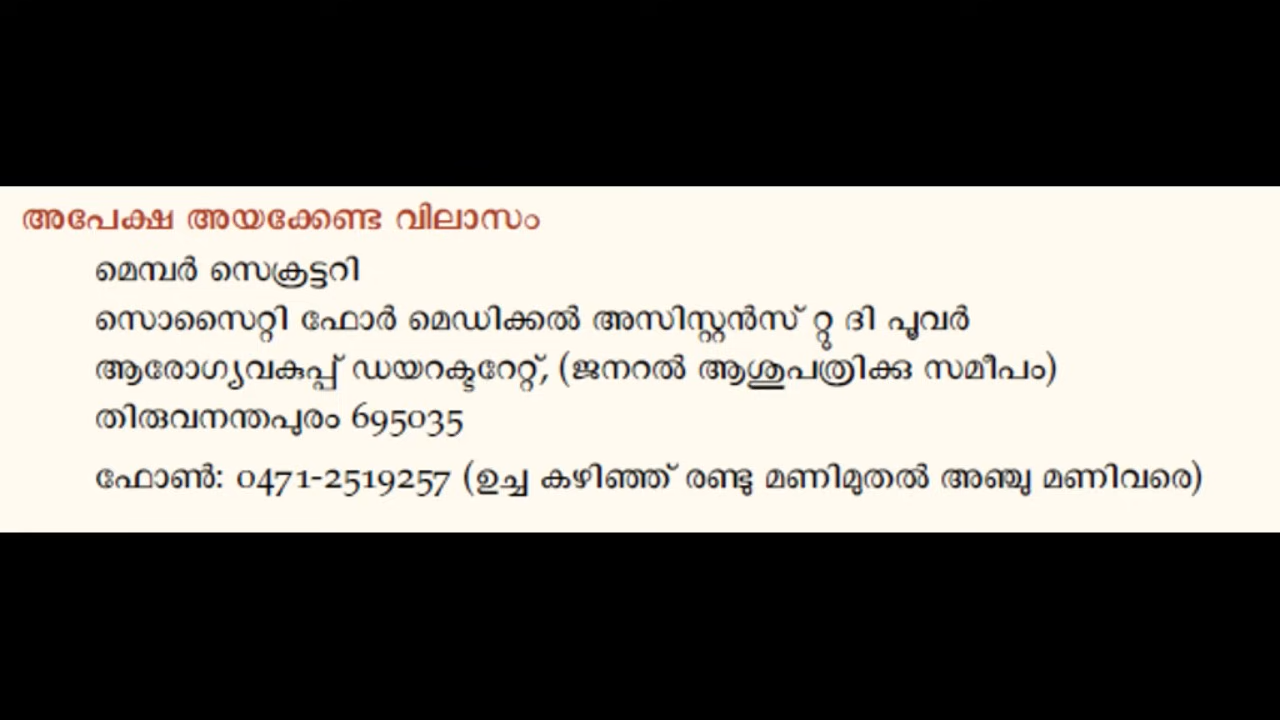 അപേക്ഷ അയക്കേണ്ട വിലാസം
മെമ്പർ സെക്രട്ടറി
സൊസൈറ്റി ഫോർ മെഡിക്കൽ അസിസ്റ്റൻസ് റ്റു ദി പൂവർ
ആരോഗ്യവകുപ്പ് ഡയറക്ടറേറ്റ്, (ജനറൽ ആശുപത്രിക്കു സമീപം)
തിരുവനന്തപുരം 695035
ഫോൺ: 0471-2519257 (ഉച്ച കഴിഞ്ഞ് രണ്ടു മണിമുതൽ അഞ്ചു മണിവരെ)